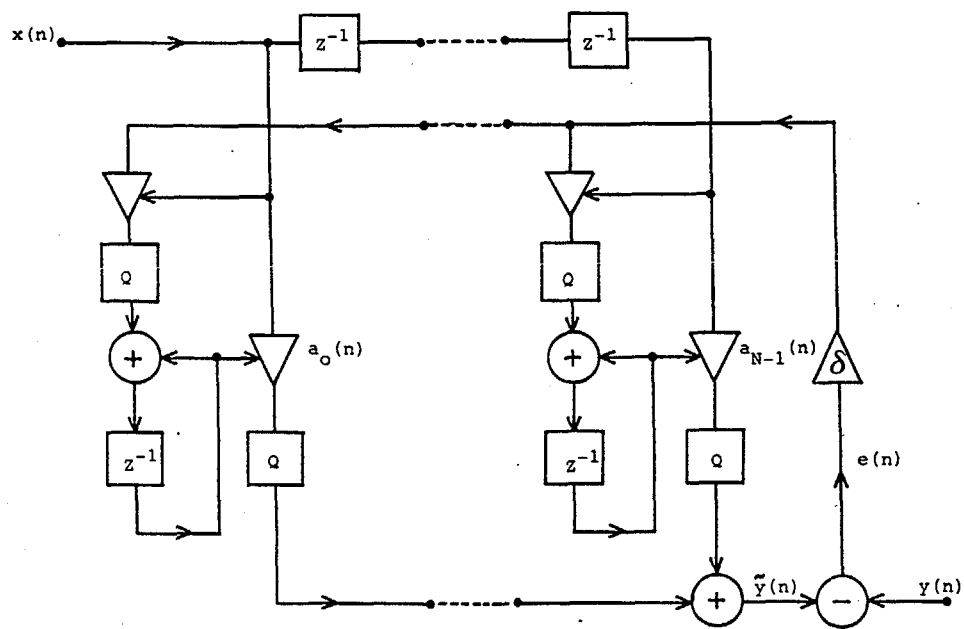 x(n)
z⁻¹
z⁻¹
Q
Q
+
a₀(n)
+
a_{N-1}(n)
δ
z⁻¹
Q
z⁻¹
Q
e(n)
+
ỹ(n)
−
y(n)